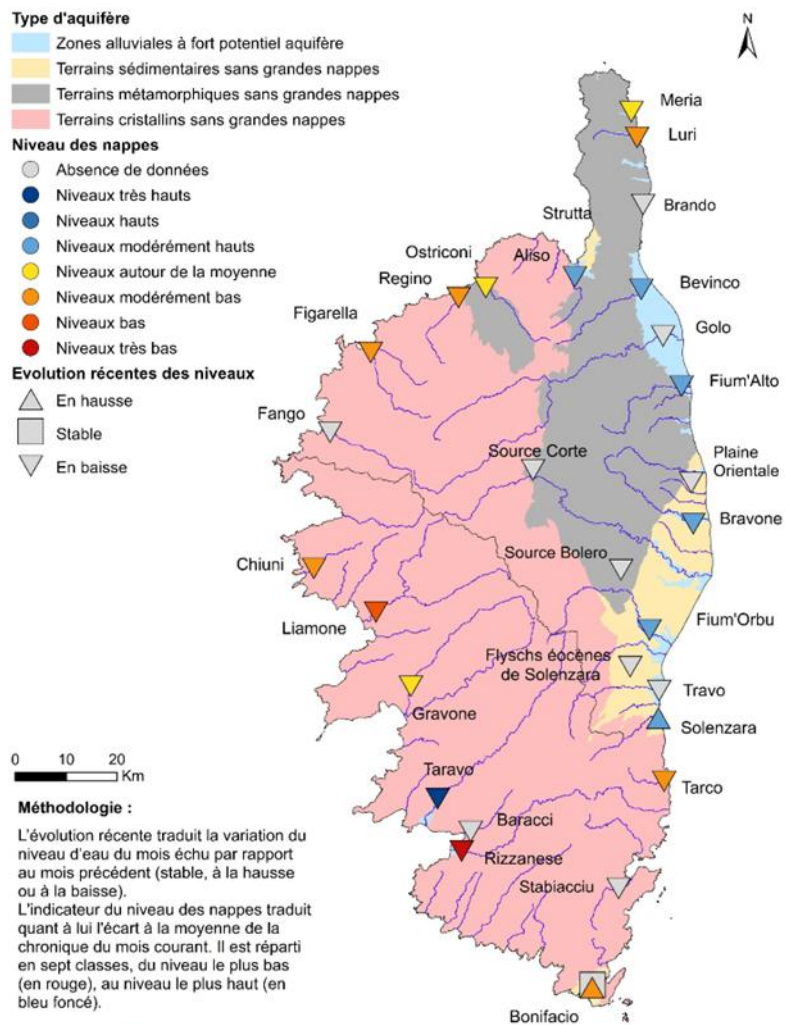 Type d'aquifère
Zones alluviales à fort potentiel aquifère
Terrains sédimentaires sans grandes nappes
Terrains métamorphiques sans grandes nappes
Terrains cristallins sans grandes nappes
Niveau des nappes
Absence de données
Niveaux très hauts
Niveaux hauts
Niveaux modérément hauts
Niveaux autour de la moyenne
Niveaux modérément bas
Niveaux bas
Niveaux très bas
Evolution récentes des niveaux
En hausse
Stable
En baisse
N
Meria
Luri
Brando
Strutta
Ostriconi
Aliso
Regino
Bevinco
Figarella
Golo
Fium'Alto
Fango
Source Corte
Plaine
Orientale
Bravone
Source Bolero
Chiuni
Liamone
Fium'Orbu
Flyschs éocènes
de Solenzara
Travo
Gravone
Solenzara
Taravo
Tarco
Baracci
Rizzanese
Stabiacciu
Bonifacio
0 10 20
Km
Méthodologie :
L'évolution récente traduit la variation du
niveau d'eau du mois échu par rapport
au mois précédent (stable, à la hausse
ou à la baisse).
L'indicateur du niveau des nappes traduit
quant à lui l'écart à la moyenne de la
chronique du mois courant. Il est réparti
en sept classes, du niveau le plus bas
(en rouge), au niveau le plus haut (en
bleu foncé).